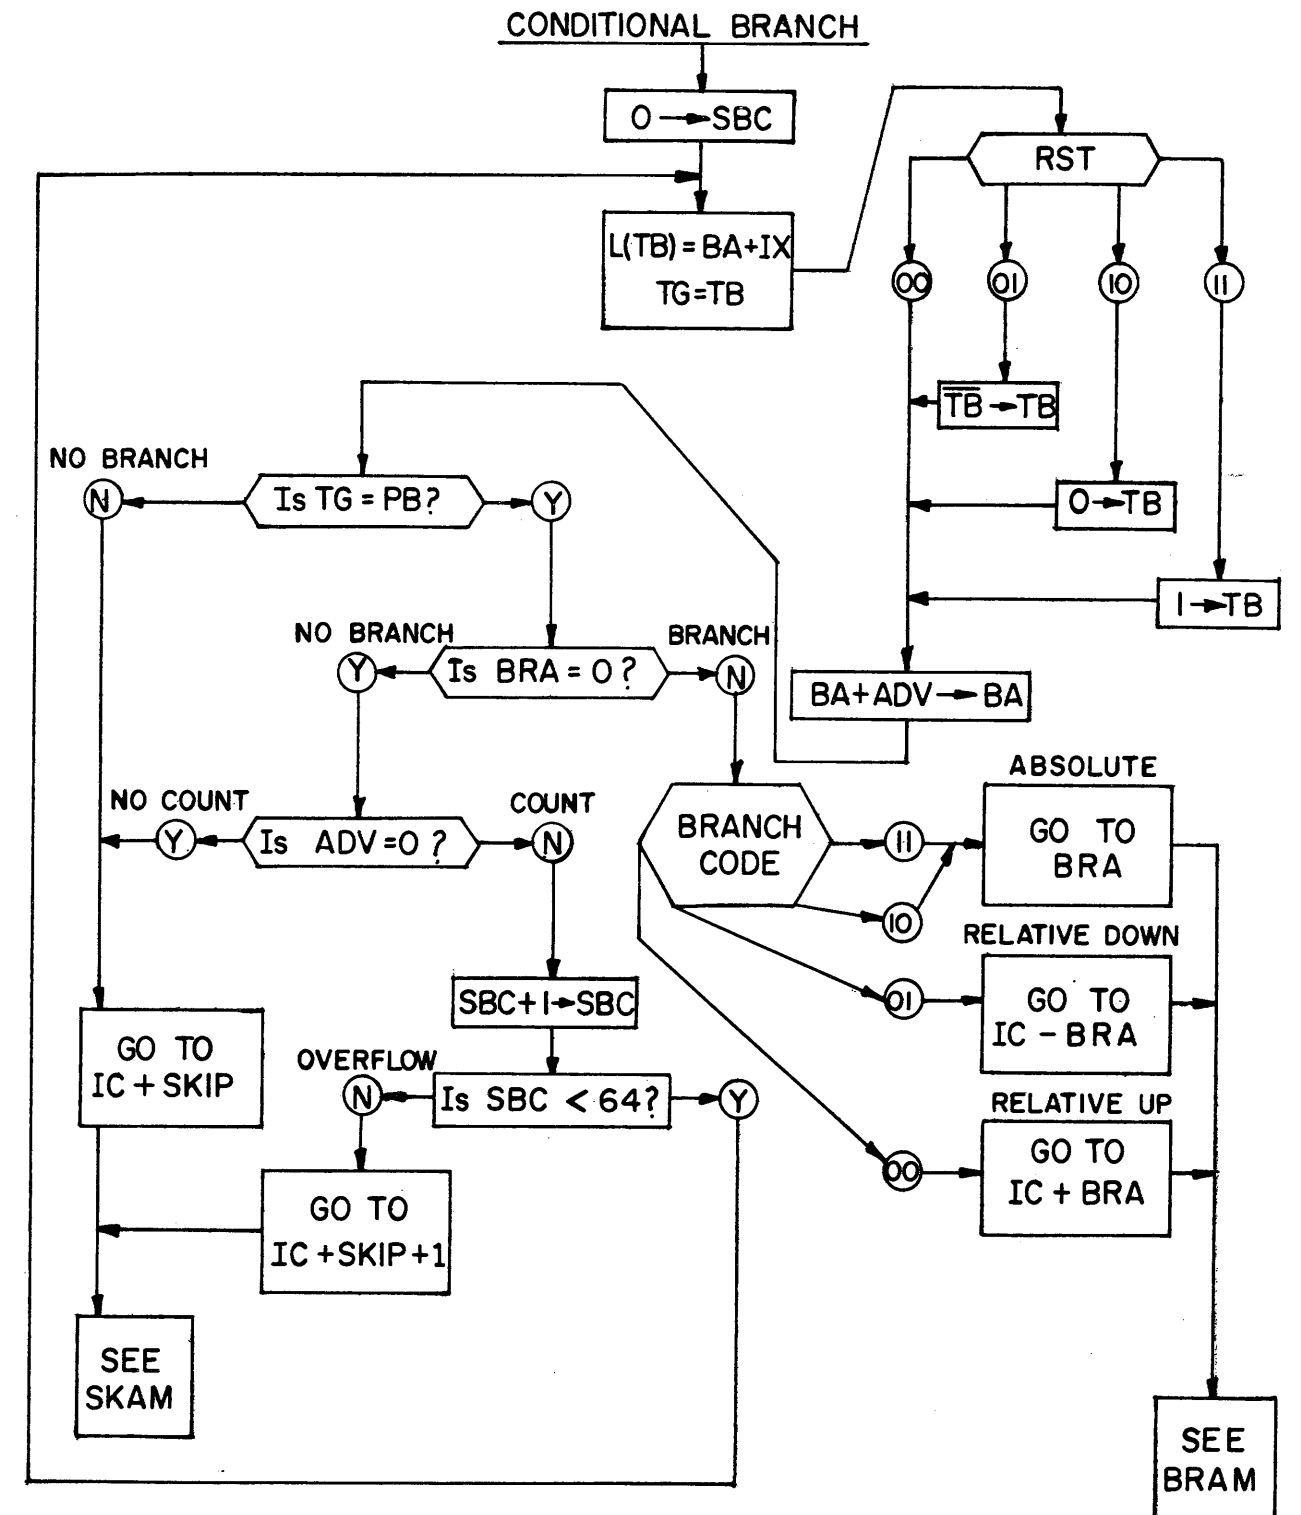 CONDITIONAL BRANCH
0→SBC
L(TB)=BA+IX
TG=TB
RST
00
01
10
11
T̅B̅→TB
0→TB
1→TB
BA+ADV→BA
NO BRANCH
N
Is TG=PB?
Y
NO BRANCH
BRANCH
Y
Is BRA=0?
N
NO COUNT
COUNT
Y
Is ADV=0?
N
BRANCH
CODE
11
10
01
00
ABSOLUTE
GO TO
BRA
RELATIVE DOWN
GO TO
IC-BRA
RELATIVE UP
GO TO
IC+BRA
SBC+1→SBC
OVERFLOW
N
Is SBC <64?
Y
GO TO
IC+SKIP
GO TO
IC+SKIP+1
SEE
SKAM
SEE
BRAM